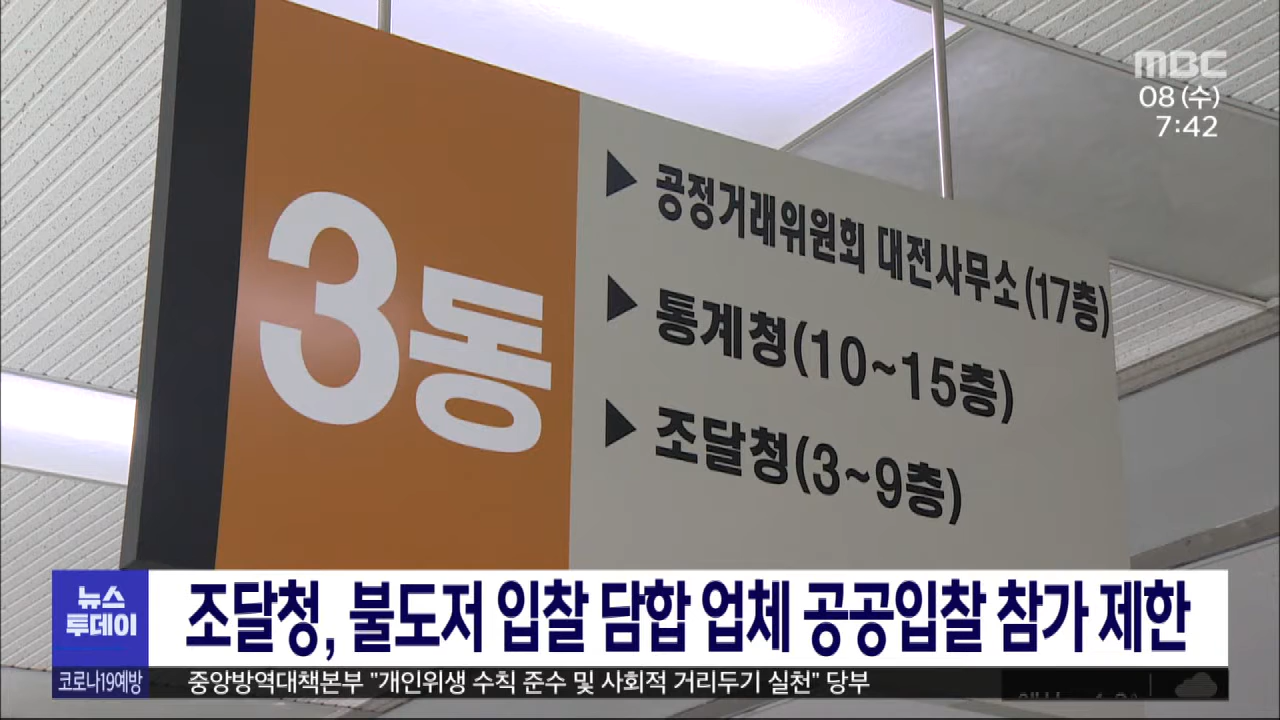 MBC
08 (수)
7:42
3동
▶ 공정거래위원회 대전사무소(17층)
▶ 통계청(10~15층)
▶ 조달청(3~9층)
뉴스
투데이
조달청, 불도저 입찰 담합 업체 공공입찰 참가 제한
코로나19예방
중앙방역대책본부 "개인위생 수칙 준수 및 사회적 거리두기 실천" 당부